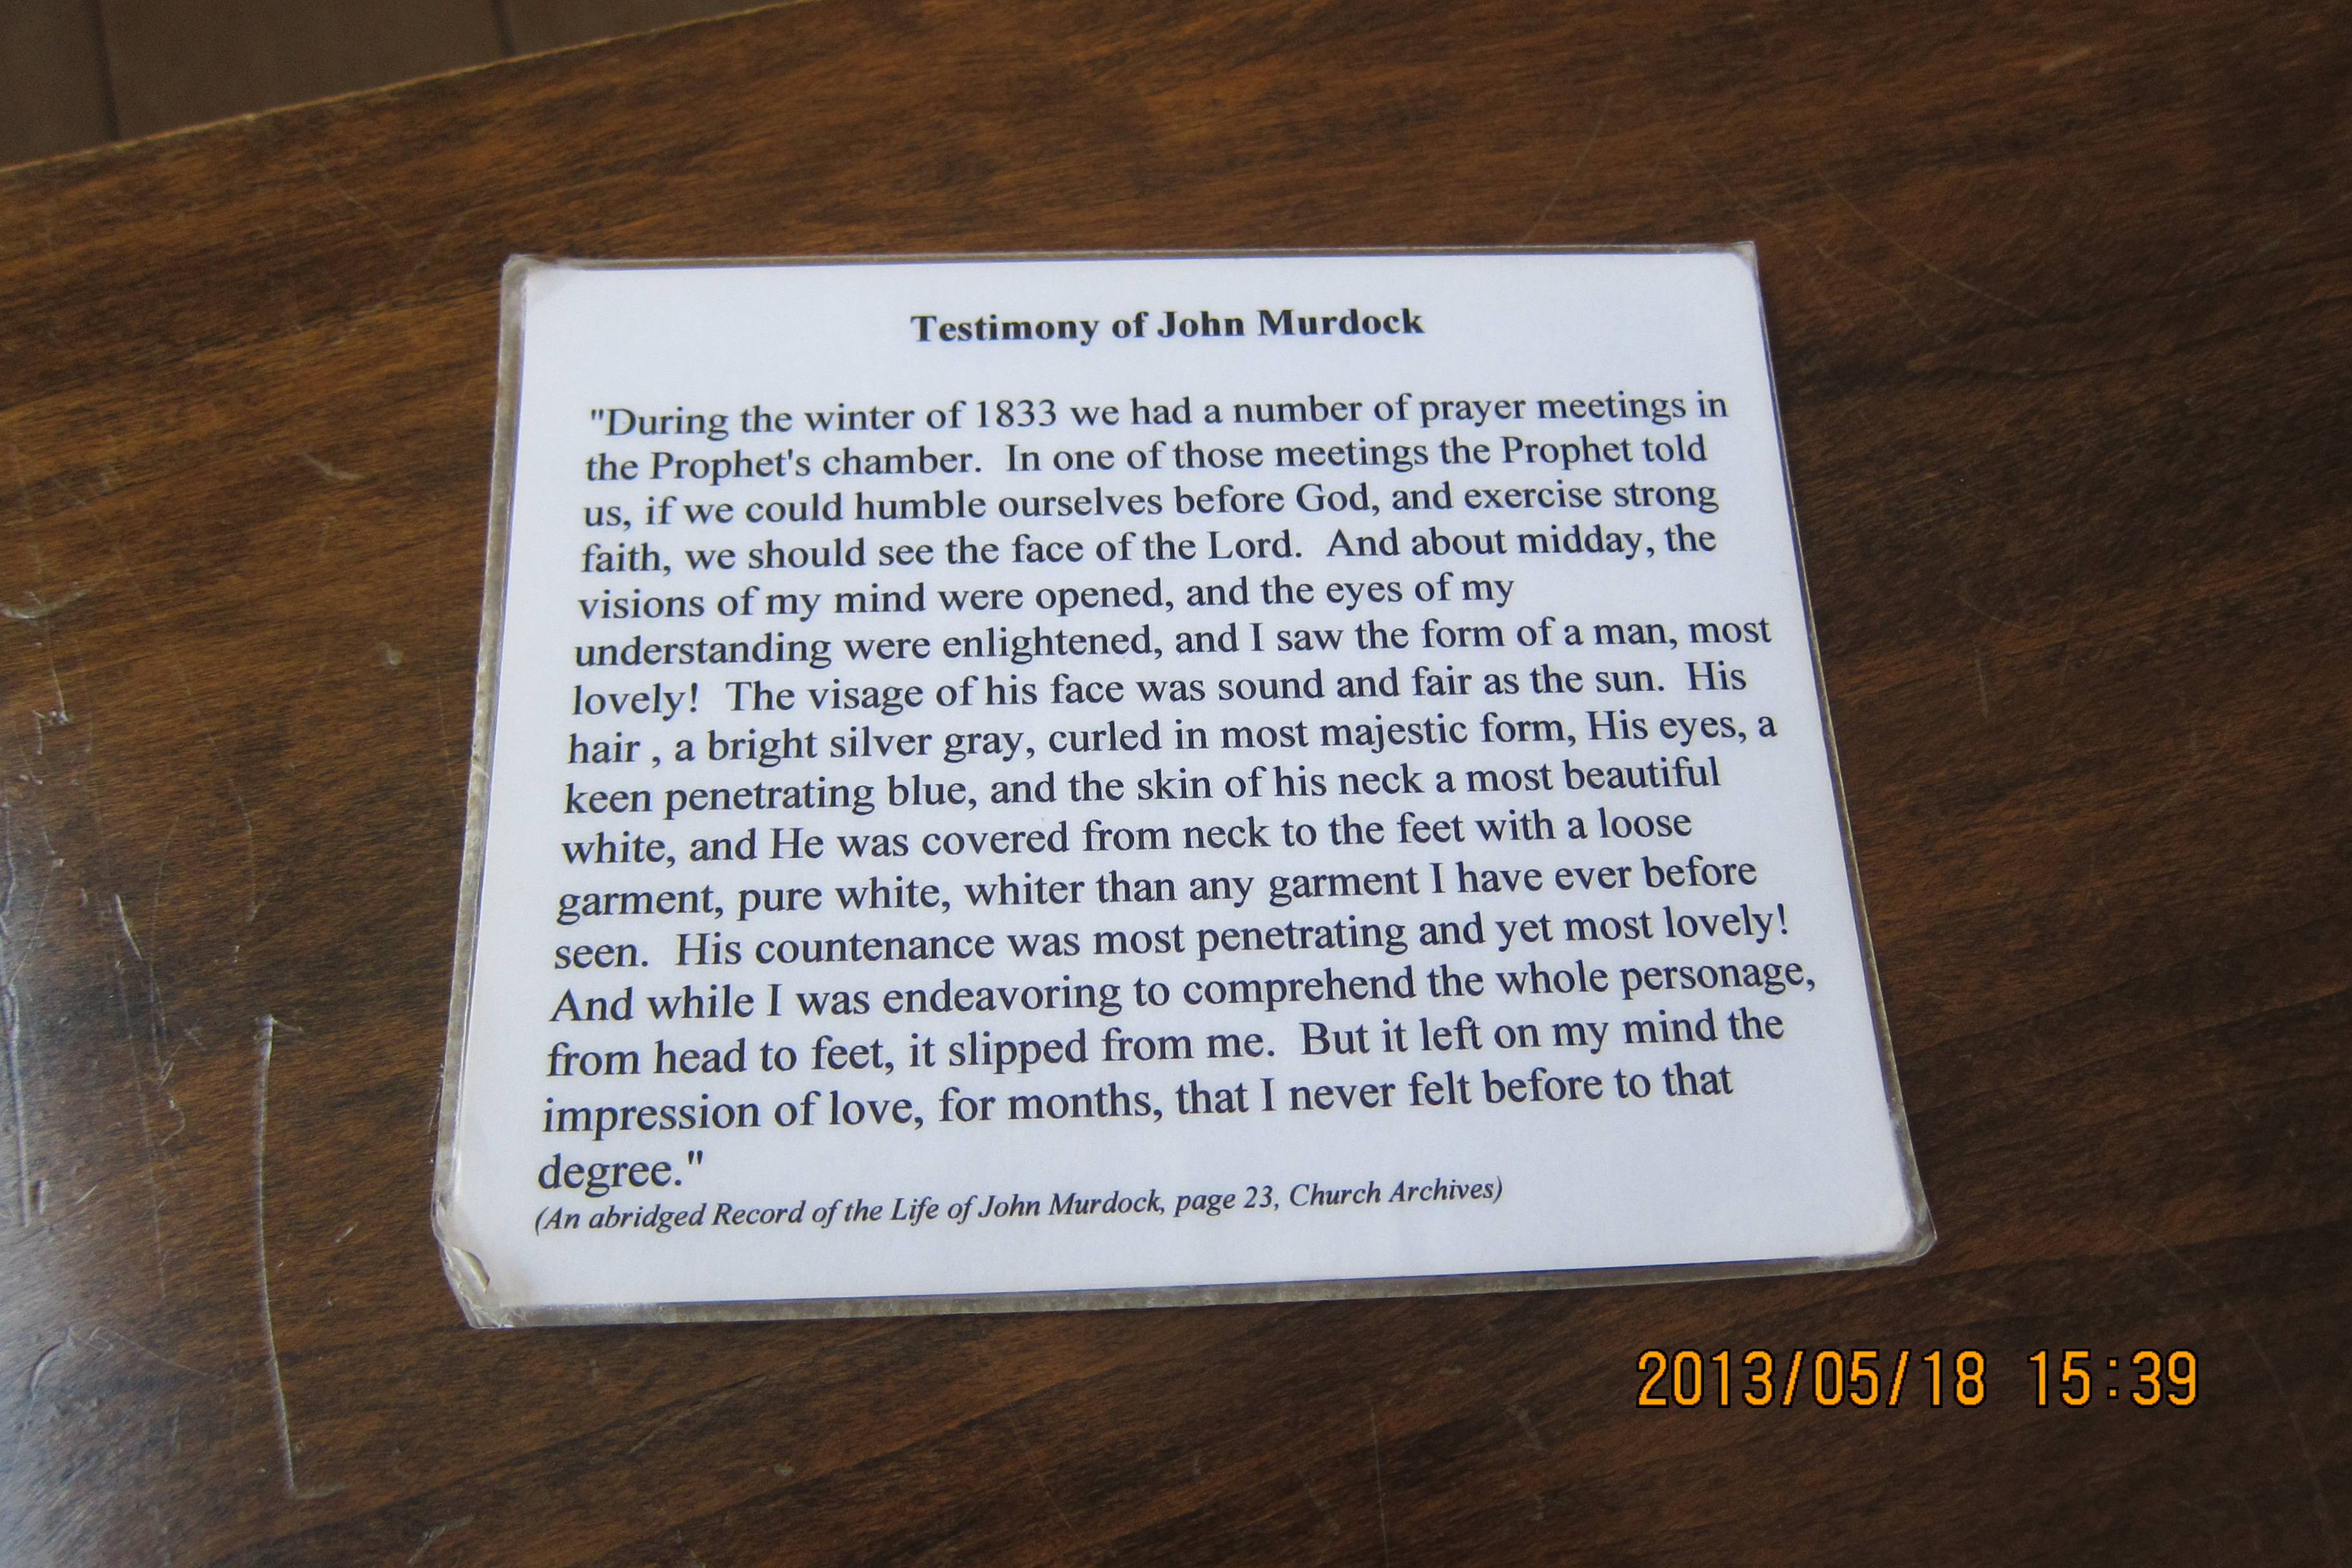 Testimony of John Murdock
"During the winter of 1833 we had a number of prayer meetings in
the Prophet's chamber.  In one of those meetings the Prophet told
us, if we could humble ourselves before God, and exercise strong
faith, we should see the face of the Lord.  And about midday, the
visions of my mind were opened, and the eyes of my
understanding were enlightened, and I saw the form of a man, most
lovely!  The visage of his face was sound and fair as the sun.  His
hair , a bright silver gray, curled in most majestic form, His eyes, a
keen penetrating blue, and the skin of his neck a most beautiful
white, and He was covered from neck to the feet with a loose
garment, pure white, whiter than any garment I have ever before
seen.  His countenance was most penetrating and yet most lovely!
And while I was endeavoring to comprehend the whole personage,
from head to feet, it slipped from me.  But it left on my mind the
impression of love, for months, that I never felt before to that
degree."
(An abridged Record of the Life of John Murdock, page 23, Church Archives)
2013/05/18 15:39